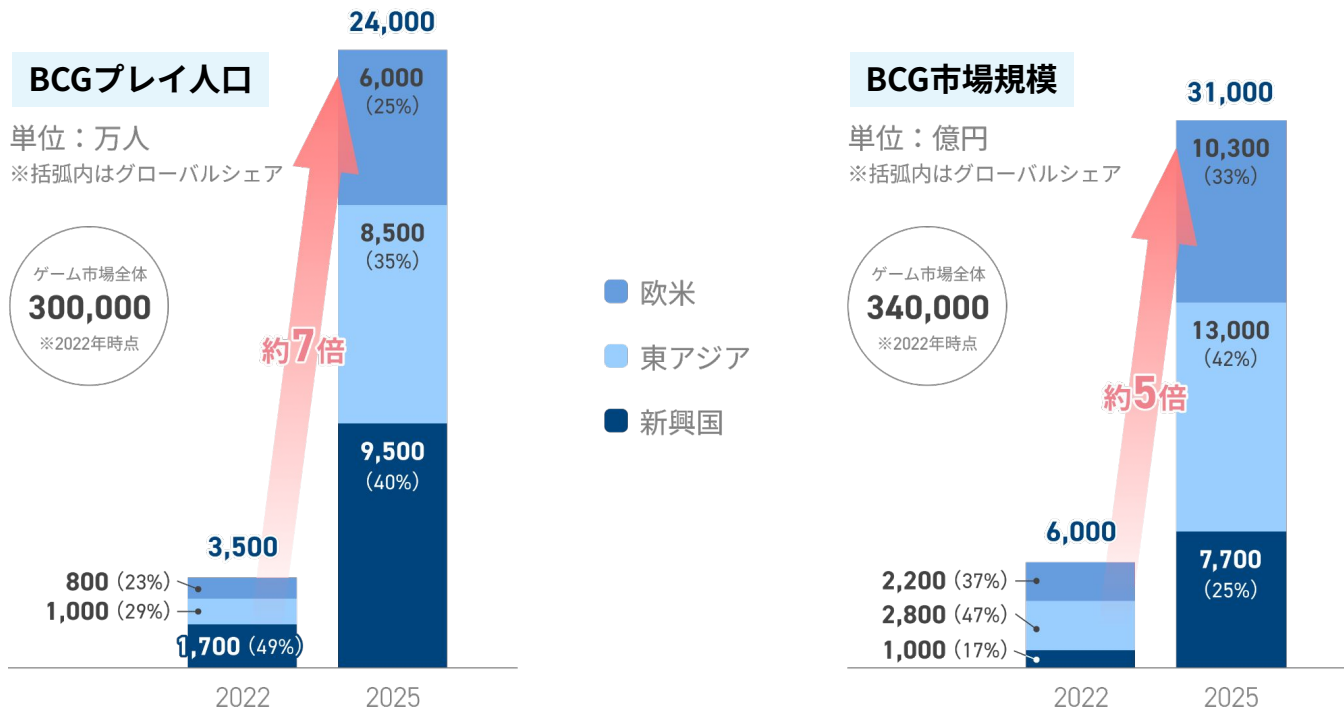 BCGプレイ人口
単位：万人
※括弧内はグローバルシェア
ゲーム市場全体
300,000
※2022年時点
24,000
6,000
(25%)
8,500
(35%)
約7倍
9,500
(40%)
3,500
800 (23%)
1,000 (29%)
1,700 (49%)
2022
2025
欧米
東アジア
新興国
BCG市場規模
単位：億円
※括弧内はグローバルシェア
ゲーム市場全体
340,000
※2022年時点
31,000
10,300
(33%)
13,000
(42%)
約5倍
7,700
(25%)
6,000
2,200 (37%)
2,800 (47%)
1,000 (17%)
2022
2025